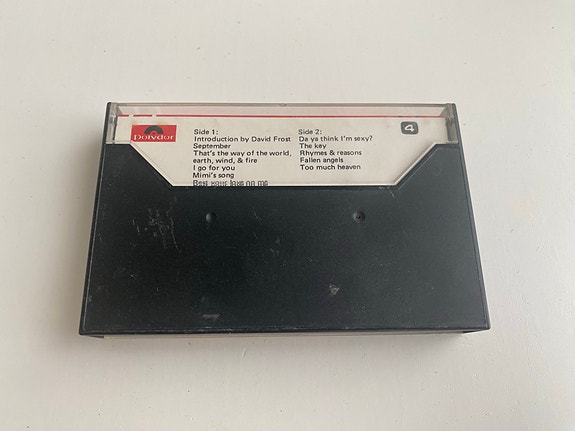 Polydor
4
Side 1:
Introduction by David Frost
September
That's the way of the world,
earth, wind, & fire
I go for you
Mimi's song
Side 2:
Da ya think I'm sexy?
The key
Rhymes & reasons
Fallen angels
Too much heaven